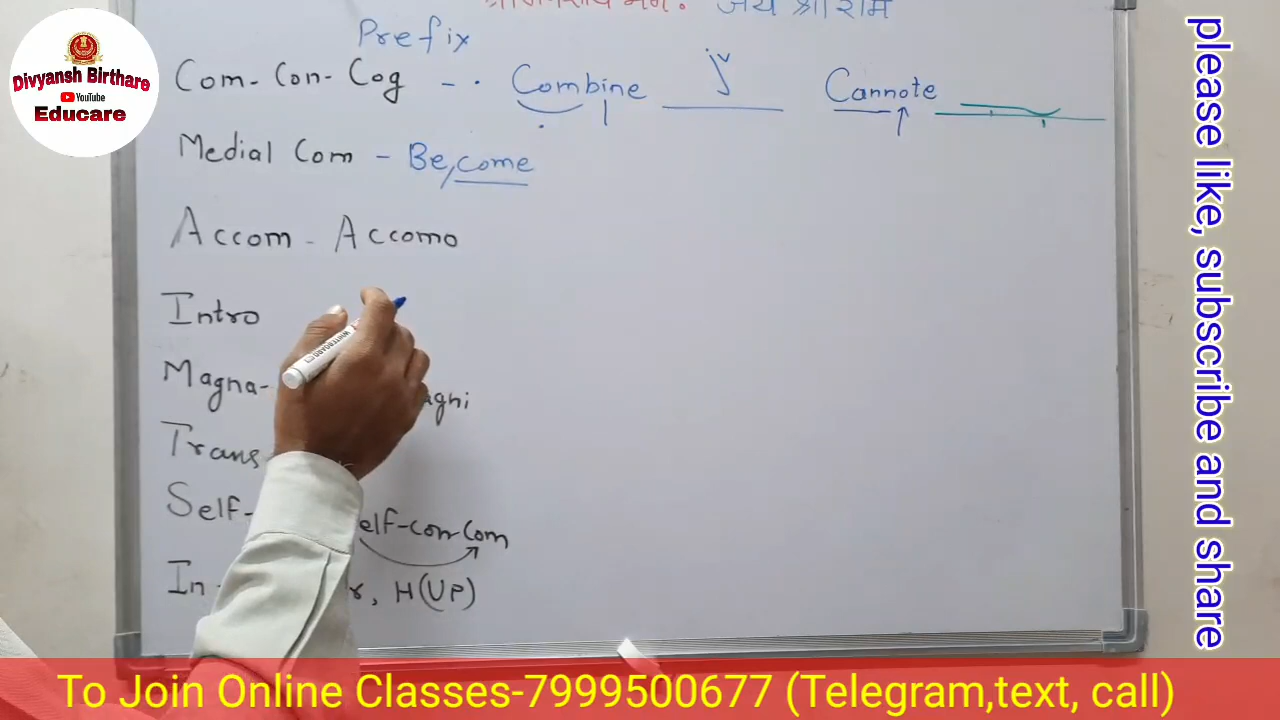 जय श्री राम
Prefix
Com- Con- Cog - Combine Cannote
Medial Com - Be,come
Accom - Accomo
Intro
Magna- agni
Trans
Self- elf-con-Com
In- r, H(UP)
Divyansh Birthare
YouTube
Educare
please like, subscribe and share
To Join Online Classes-7999500677 (Telegram,text, call)